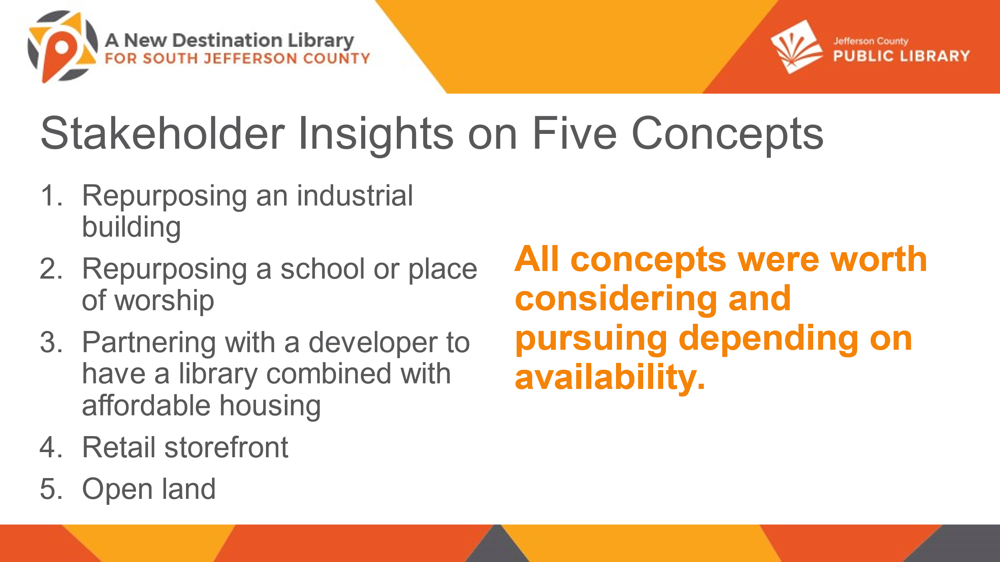 A New Destination Library
FOR SOUTH JEFFERSON COUNTY
Jefferson County
PUBLIC LIBRARY
Stakeholder Insights on Five Concepts
1. Repurposing an industrial
building
2. Repurposing a school or place
of worship
3. Partnering with a developer to
have a library combined with
affordable housing
4. Retail storefront
5. Open land
All concepts were worth
considering and
pursuing depending on
availability.